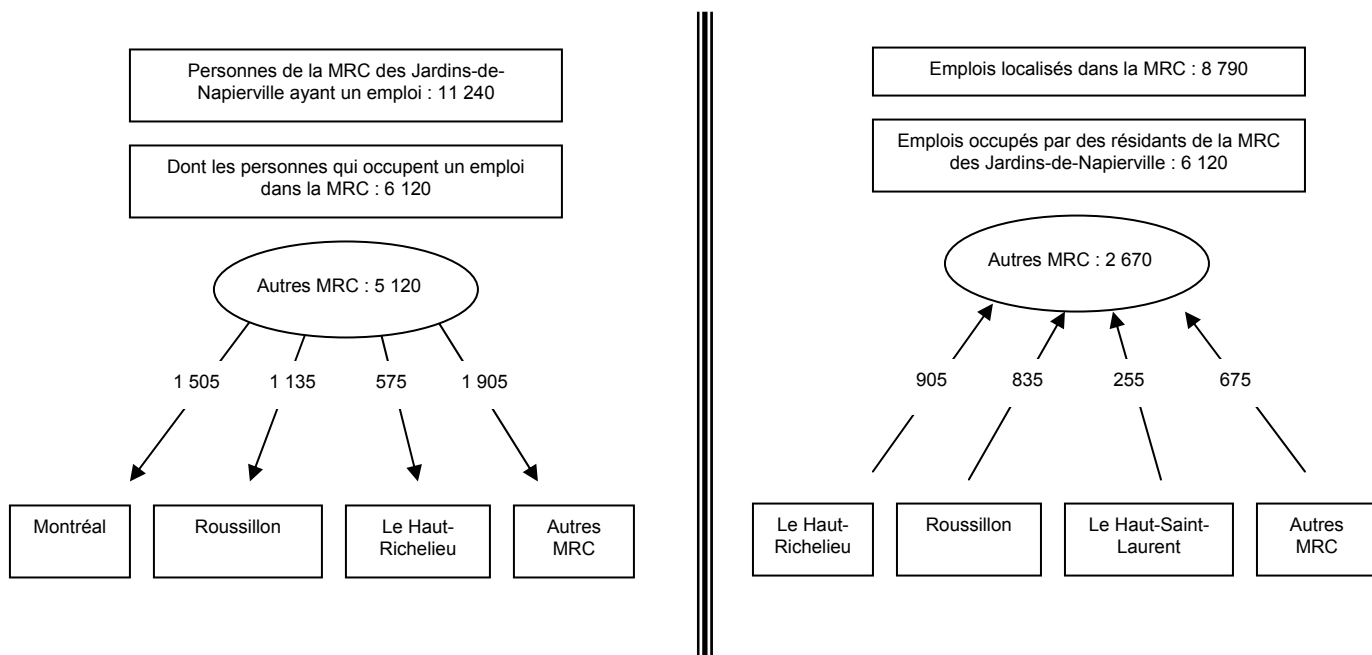 Personnes de la MRC des Jardins-de-
Napierville ayant un emploi : 11 240
Dont les personnes qui occupent un emploi
dans la MRC : 6 120
Autres MRC : 5 120
1 505
1 135
575
1 905
Montréal
Roussillon
Le Haut-
Richelieu
Autres
MRC
Emplois localisés dans la MRC : 8 790
Emplois occupés par des résidants de la MRC
des Jardins-de-Napierville : 6 120
Autres MRC : 2 670
905
835
255
675
Le Haut-
Richelieu
Roussillon
Le Haut-Saint-
Laurent
Autres
MRC